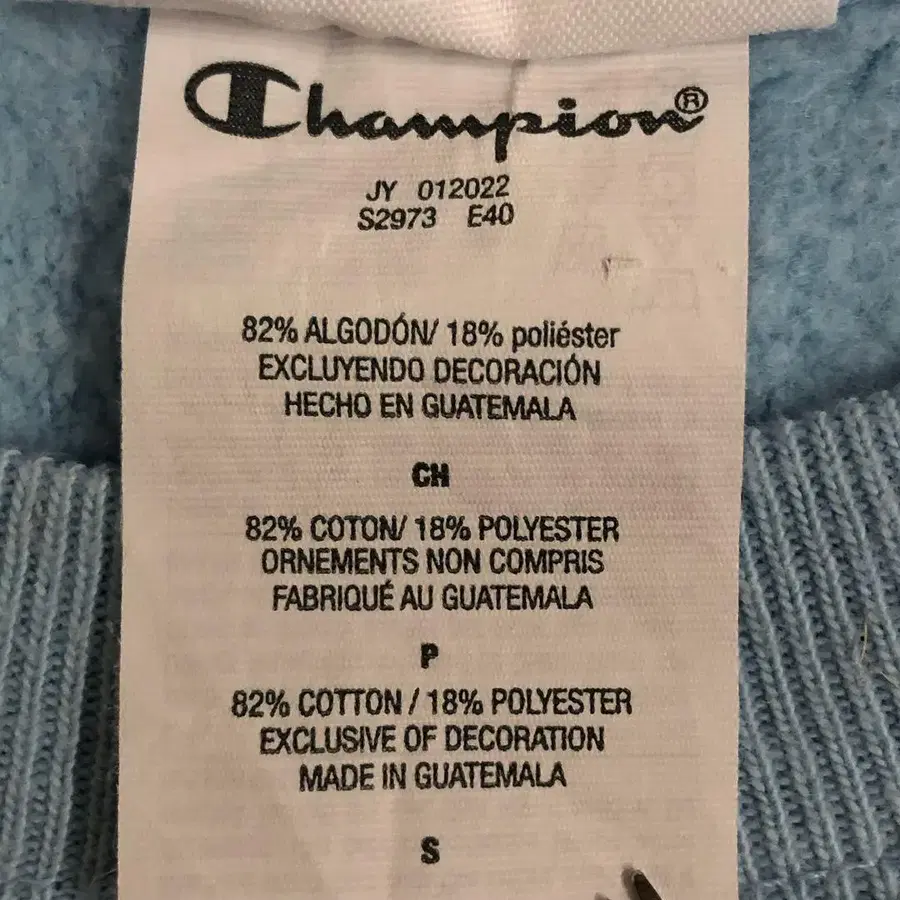 Champion®
JY 012022
S2973 E40
82% ALGODÓN/ 18% poliéster
EXCLUYENDO DECORACIÓN
HECHO EN GUATEMALA
CH
82% COTON/ 18% POLYESTER
ORNEMENTS NON COMPRIS
FABRIQUÉ AU GUATEMALA
P
82% COTTON / 18% POLYESTER
EXCLUSIVE OF DECORATION
MADE IN GUATEMALA
S